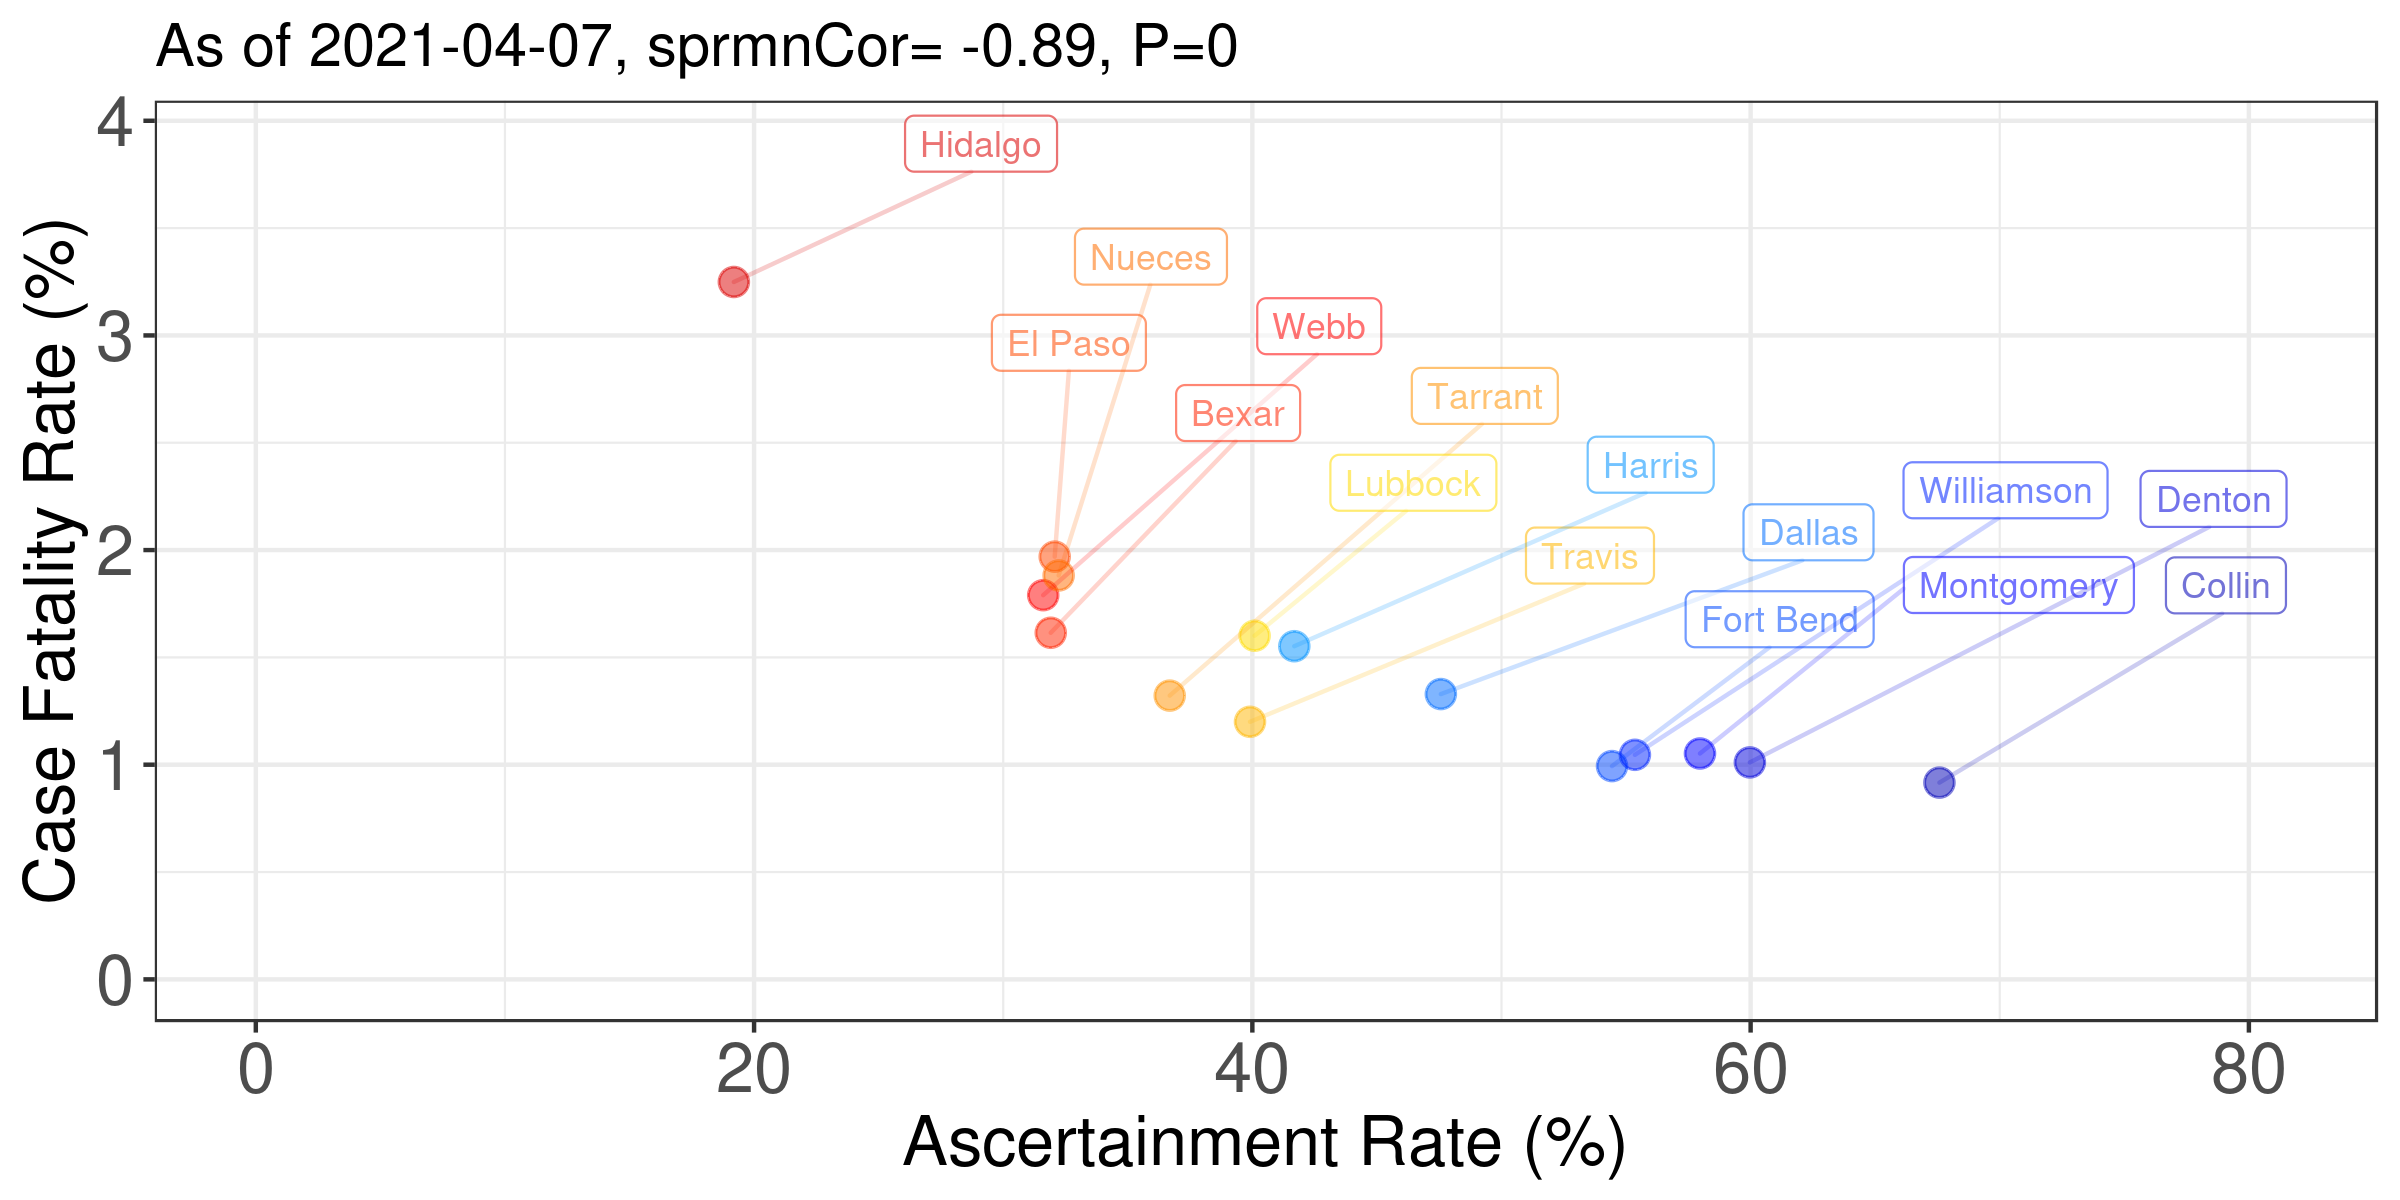 As of 2021-04-07, sprmnCor= -0.89, P=0
Case Fatality Rate (%)
4
3
2
1
0
Hidalgo
Nueces
El Paso
Webb
Bexar
Tarrant
Lubbock
Harris
Travis
Dallas
Fort Bend
Williamson
Denton
Montgomery
Collin
0 20 40 60 80
Ascertainment Rate (%)